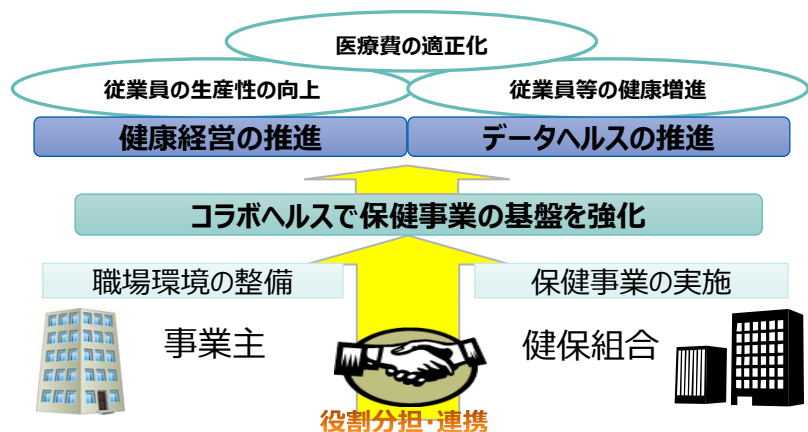 医療費の適正化
従業員の生産性の向上
従業員等の健康増進
健康経営の推進
データヘルスの推進
コラボヘルスで保健事業の基盤を強化
職場環境の整備
保健事業の実施
事業主
健保組合
役割分担･連携